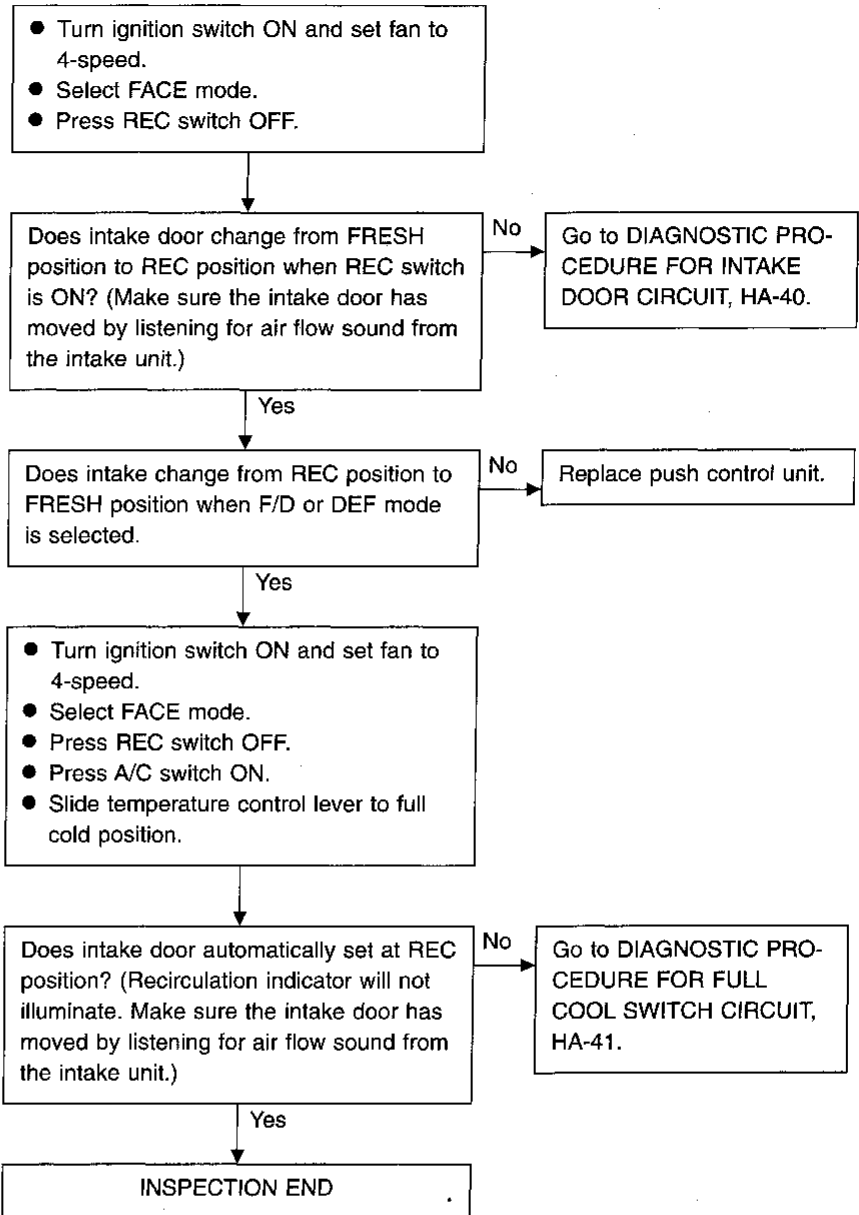 ● Turn ignition switch ON and set fan to
4-speed.
● Select FACE mode.
● Press REC switch OFF.
Does intake door change from FRESH
position to REC position when REC switch
is ON? (Make sure the intake door has
moved by listening for air flow sound from
the intake unit.)
No
Go to DIAGNOSTIC PRO-
CEDURE FOR INTAKE
DOOR CIRCUIT, HA-40.
Yes
Does intake change from REC position to
FRESH position when F/D or DEF mode
is selected.
No
Replace push control unit.
Yes
● Turn ignition switch ON and set fan to
4-speed.
● Select FACE mode.
● Press REC switch OFF.
● Press A/C switch ON.
● Slide temperature control lever to full
cold position.
Does intake door automatically set at REC
position? (Recirculation indicator will not
illuminate. Make sure the intake door has
moved by listening for air flow sound from
the intake unit.)
No
Go to DIAGNOSTIC PRO-
CEDURE FOR FULL
COOL SWITCH CIRCUIT,
HA-41.
Yes
INSPECTION END